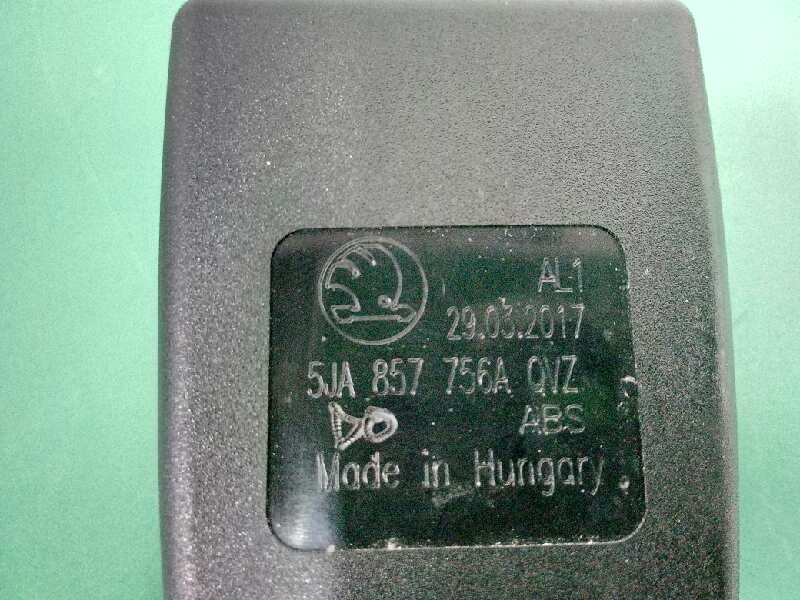 AL1
29.03.2017
5JA 857 756A QVZ
ABS
Made in Hungary